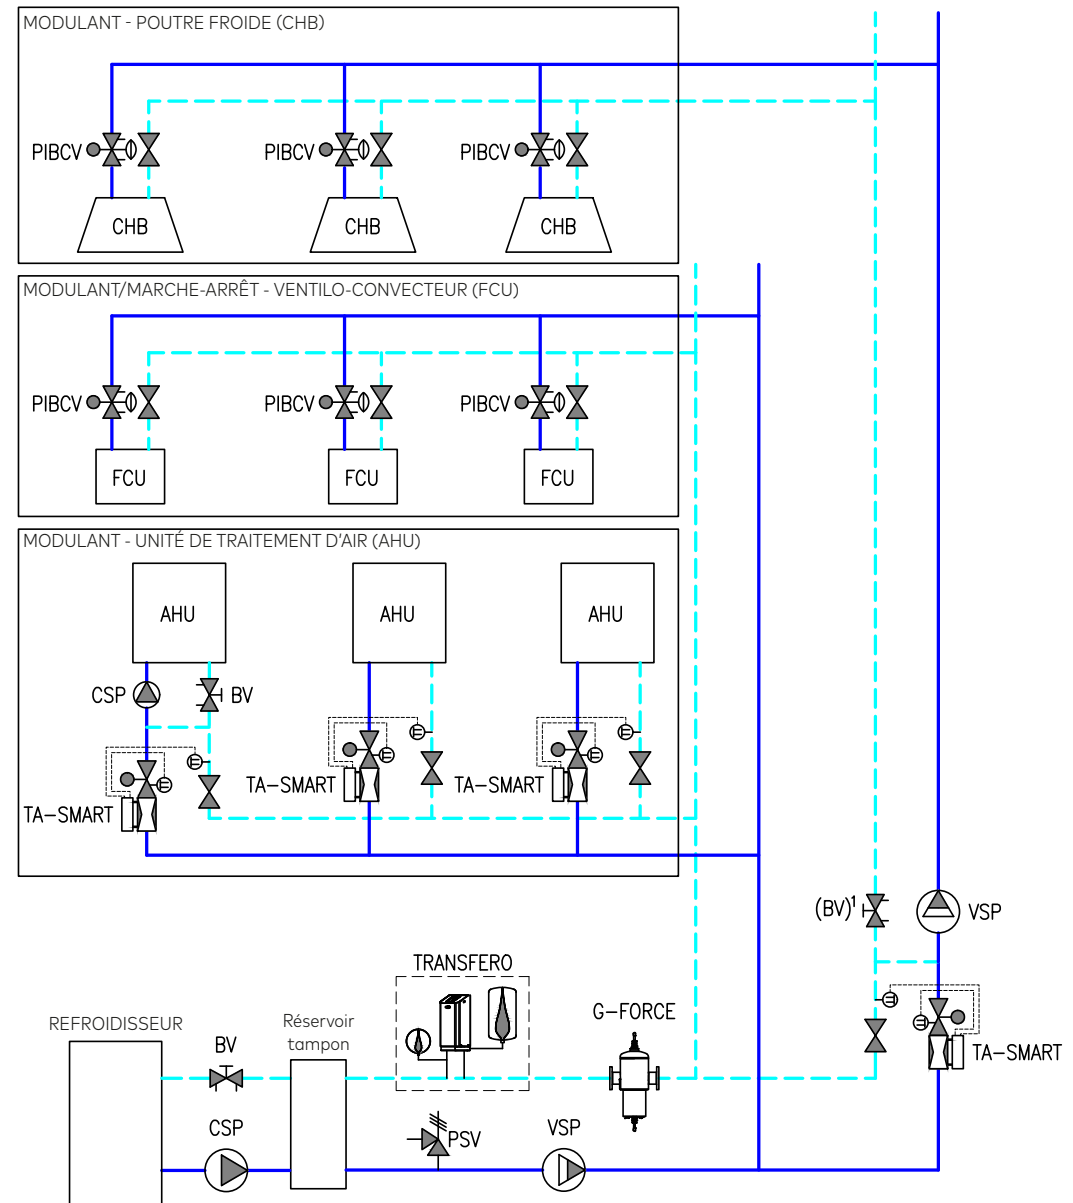 MODULANT - POUTRE FROIDE (CHB)
PIBCV PIBCV PIBCV
CHB CHB CHB
MODULANT/MARCHE-ARRÊT - VENTILO-CONVECTEUR (FCU)
PIBCV PIBCV PIBCV
FCU FCU FCU
MODULANT - UNITÉ DE TRAITEMENT D'AIR (AHU)
AHU AHU AHU
CSP BV
TA-SMART TA-SMART TA-SMART
(BV)¹ VSP
TA-SMART
TRANSFERO
G-FORCE
REFROIDISSEUR
BV
Réservoir
tampon
CSP
PSV
VSP